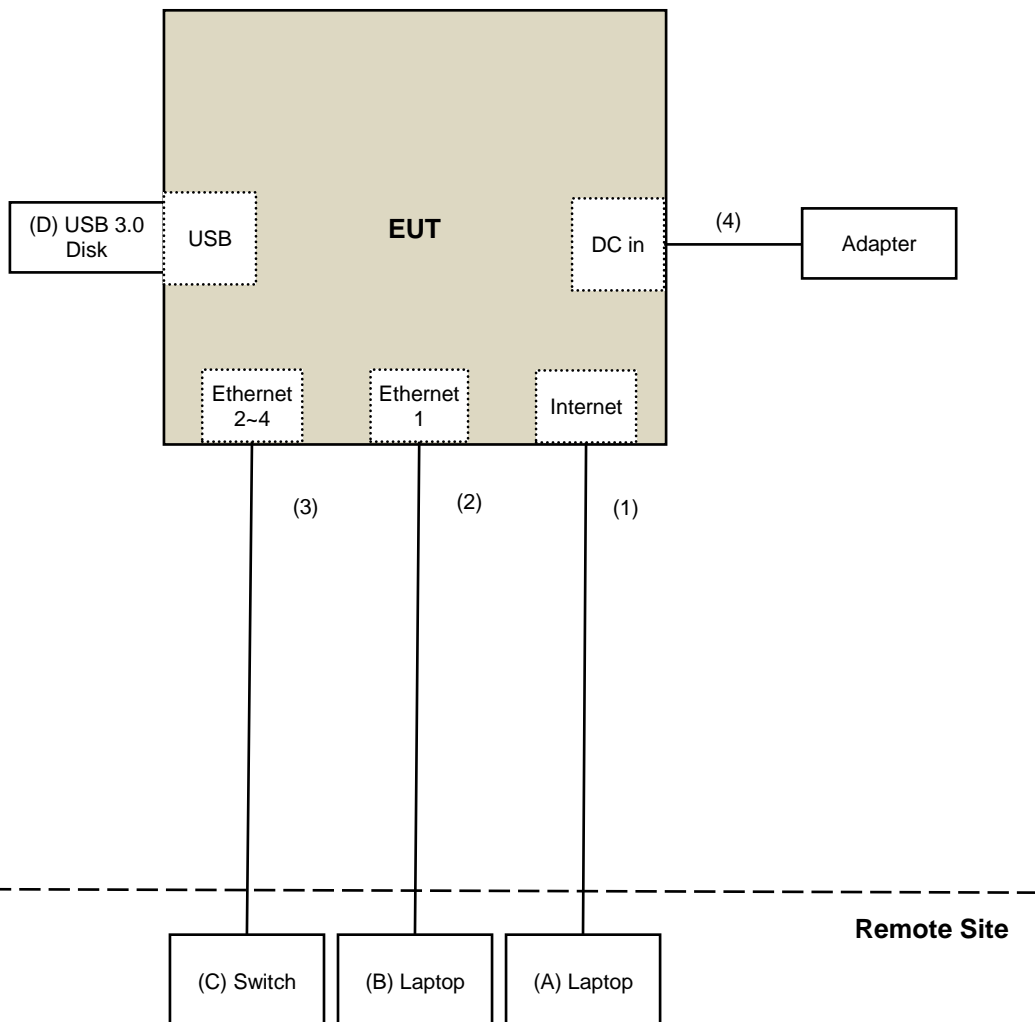 (D) USB 3.0
Disk
USB
EUT
DC in
(4)
Adapter
Ethernet
2~4
Ethernet
1
Internet
(3)
(2)
(1)
Remote Site
(C) Switch
(B) Laptop
(A) Laptop